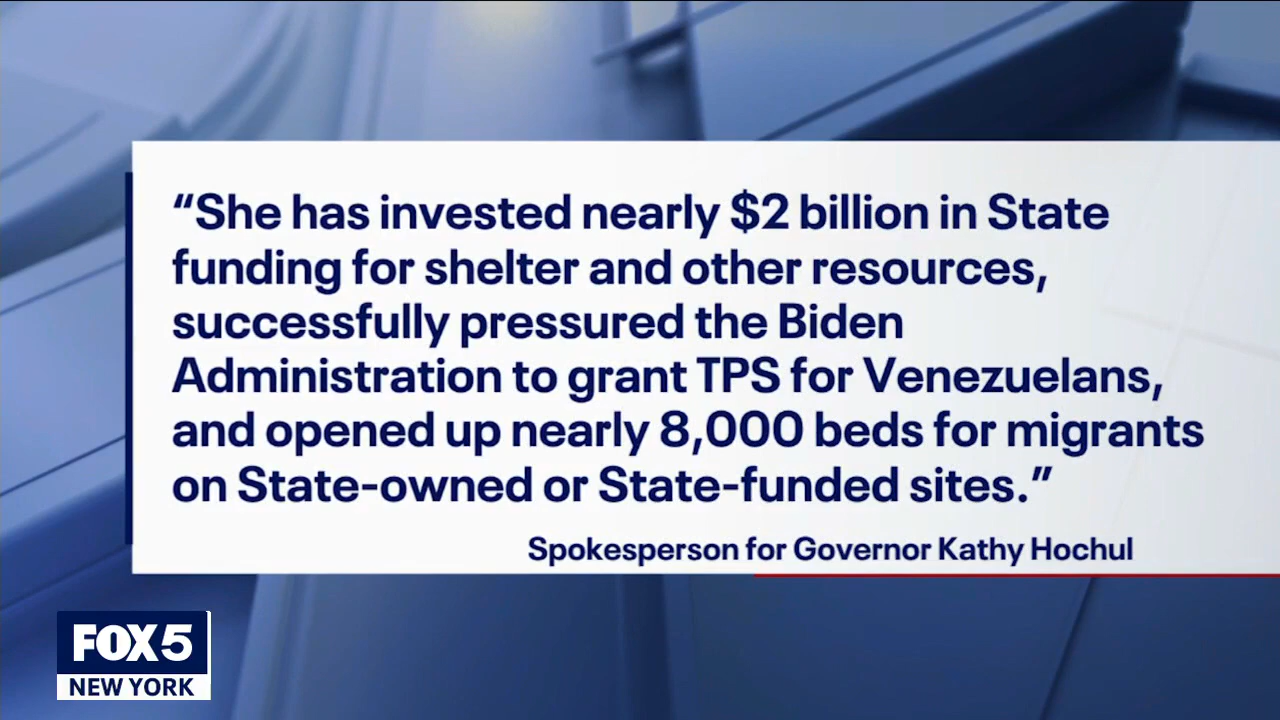 “She has invested nearly $2 billion in State
funding for shelter and other resources,
successfully pressured the Biden
Administration to grant TPS for Venezuelans,
and opened up nearly 8,000 beds for migrants
on State-owned or State-funded sites.”
Spokesperson for Governor Kathy Hochul
FOX 5
NEW YORK